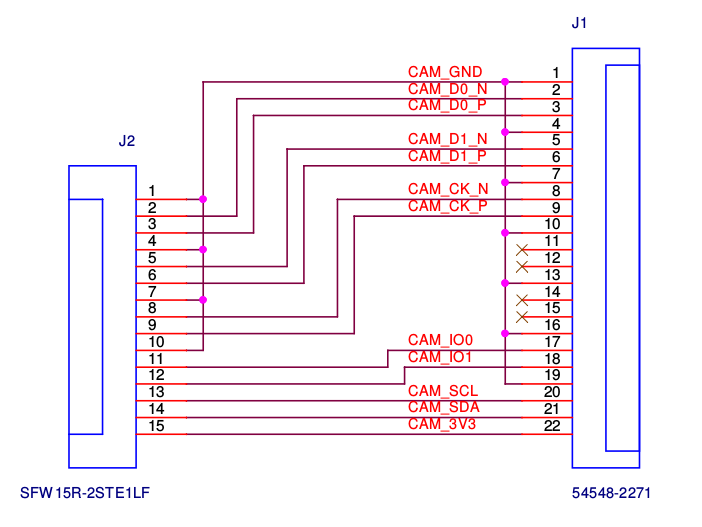 J1
CAM_GND 1
CAM_D0_N 2
CAM_D0_P 3
4
CAM_D1_N 5
CAM_D1_P 6
7
CAM_CK_N 8
CAM_CK_P 9
10
11
12
13
14
15
16
CAM_IO0 17
CAM_IO1 18
19
CAM_SCL 20
CAM_SDA 21
CAM_3V3 22
54548-2271
J2
1
2
3
4
5
6
7
8
9
10
11
12
13
14
15
SFW15R-2STE1LF